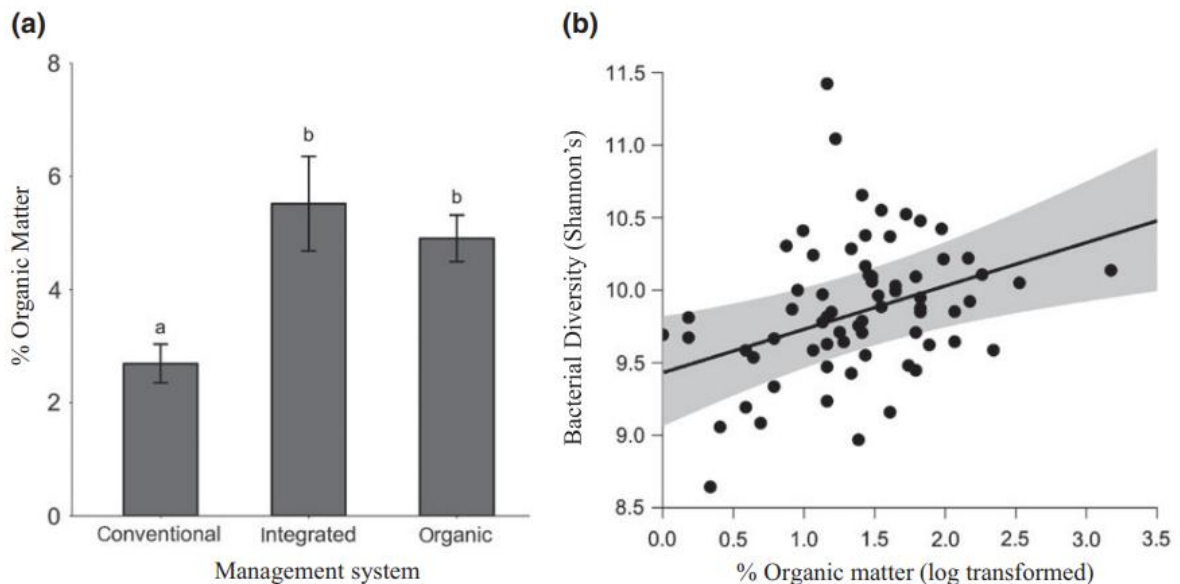 (a)
% Organic Matter
8
6
4
2
0
a
b
b
Conventional Integrated Organic
Management system
(b)
Bacterial Diversity (Shannon's)
11.5
11.0
10.5
10.0
9.5
9.0
8.5
0.0 0.5 1.0 1.5 2.0 2.5 3.0 3.5
% Organic matter (log transformed)